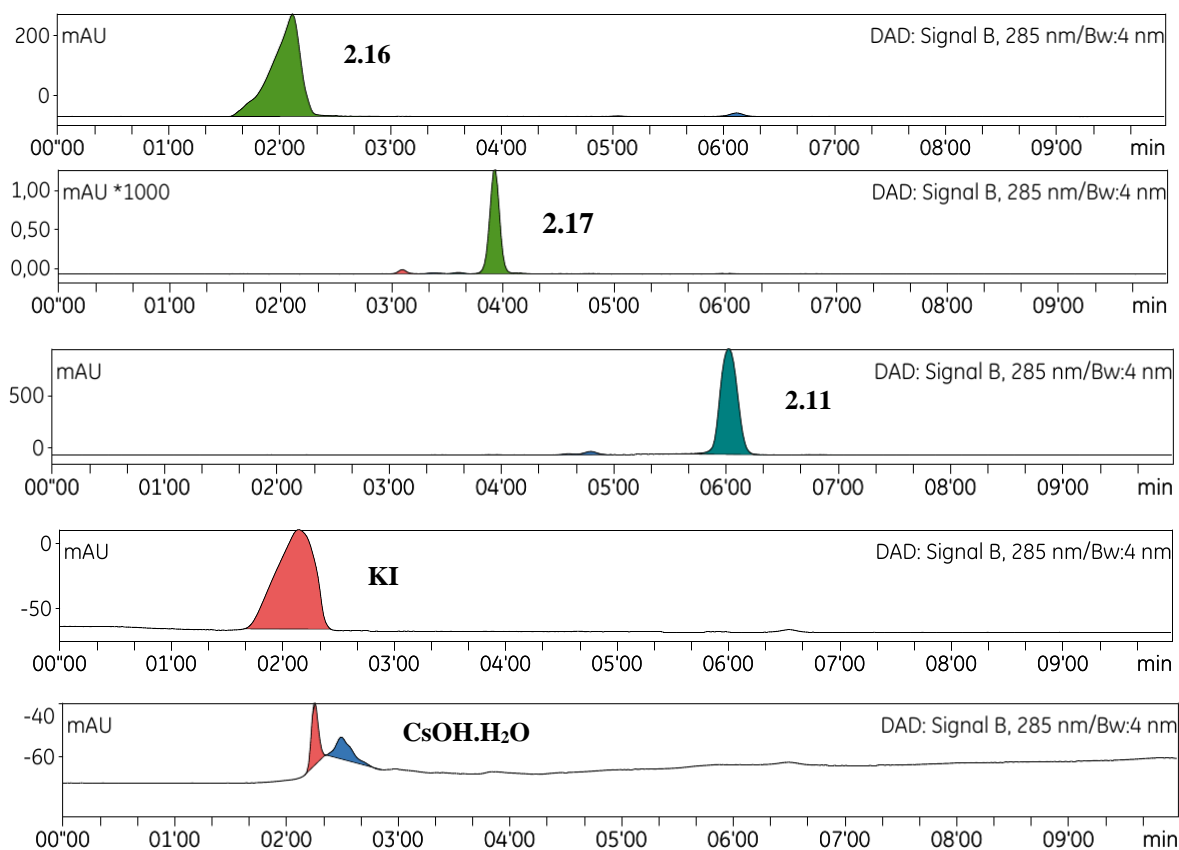 200 mAU 2.16 DAD: Signal B, 285 nm/Bw:4 nm
0
00"00 01'00 02'00 03'00 04'00 05'00 06'00 07'00 08'00 09'00 min
1,00 mAU *1000 2.17 DAD: Signal B, 285 nm/Bw:4 nm
0,50
0,00
00"00 01'00 02'00 03'00 04'00 05'00 06'00 07'00 08'00 09'00 min
mAU DAD: Signal B, 285 nm/Bw:4 nm
500 2.11
0
00"00 01'00 02'00 03'00 04'00 05'00 06'00 07'00 08'00 09'00 min
0 mAU DAD: Signal B, 285 nm/Bw:4 nm
KI
-50
00"00 01'00 02'00 03'00 04'00 05'00 06'00 07'00 08'00 09'00 min
-40 mAU CsOH.H₂O DAD: Signal B, 285 nm/Bw:4 nm
-60
00"00 01'00 02'00 03'00 04'00 05'00 06'00 07'00 08'00 09'00 min